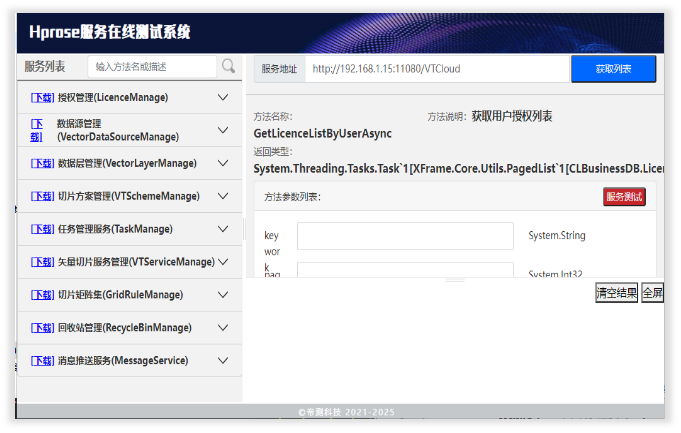 Hprose服务在线测试系统
服务列表
输入方法名或描述
服务地址
http://192.168.1.15:11080/VTCloud
获取列表
[下载] 授权管理(LicenceManage)
[下载] 数据源管理(VectorDataSourceManage)
[下载] 数据层管理(VectorLayerManage)
[下载] 切片方案管理(VTSchemeManage)
[下载] 任务管理服务(TaskManage)
[下载] 矢量切片服务管理(VTServiceManage)
[下载] 切片矩阵集(GridRuleManage)
[下载] 回收站管理(RecycleBinManage)
[下载] 消息推送服务(MessageService)
方法名称:
GetLicenceListByUserAsync
方法说明: 获取用户授权列表
返回类型:
System.Threading.Tasks.Task`1[XFrame.Core.Utils.PagedList`1[CLBusinessDB.Licen
方法参数列表:
服务测试
key
wor
k
System.String
pag
System.Int32
清空结果
全屏
©帝测科技 2021-2025